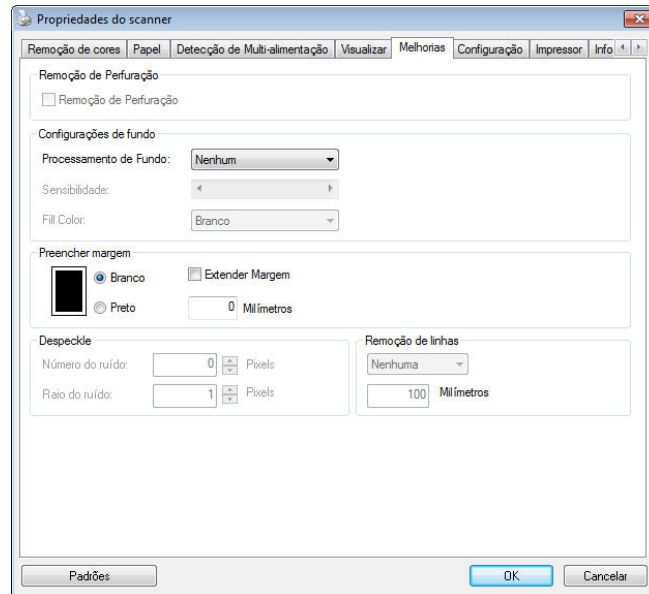 Propriedades do scanner
Remoção de cores Papel Detecção de Multi-alimentação Visualizar Melhorias Configuração Impressor Info
Remoção de Perfuração
Remoção de Perfuração
Configurações de fundo
Processamento de Fundo: Nenhum
Sensibilidade:
Fill Color: Branco
Preencher margem
Branco Extender Margem
Preto 0 Milímetros
Despeckle Remoção de linhas
Número do ruído: 0 Pixels Nenhuma
Raio do ruído: 1 Pixels 100 Milímetros
Padrões OK Cancelar